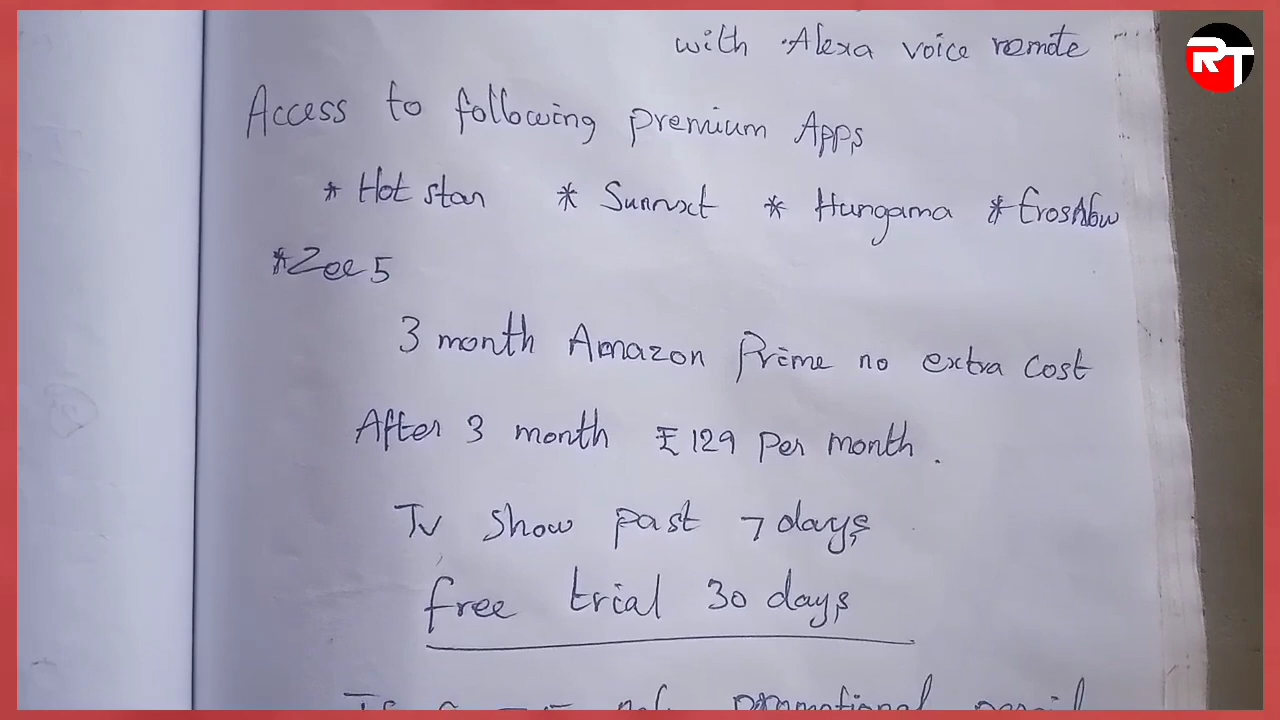 with Alexa voice remote
RT
Access to following premium Apps
* Hot star * Sunnxt * Hungama * ErosNow
*Zee 5
3 month Amazon Prime no extra cost
After 3 month ₹129 Per month.
Tv show past 7 days
free trial 30 days
promotional